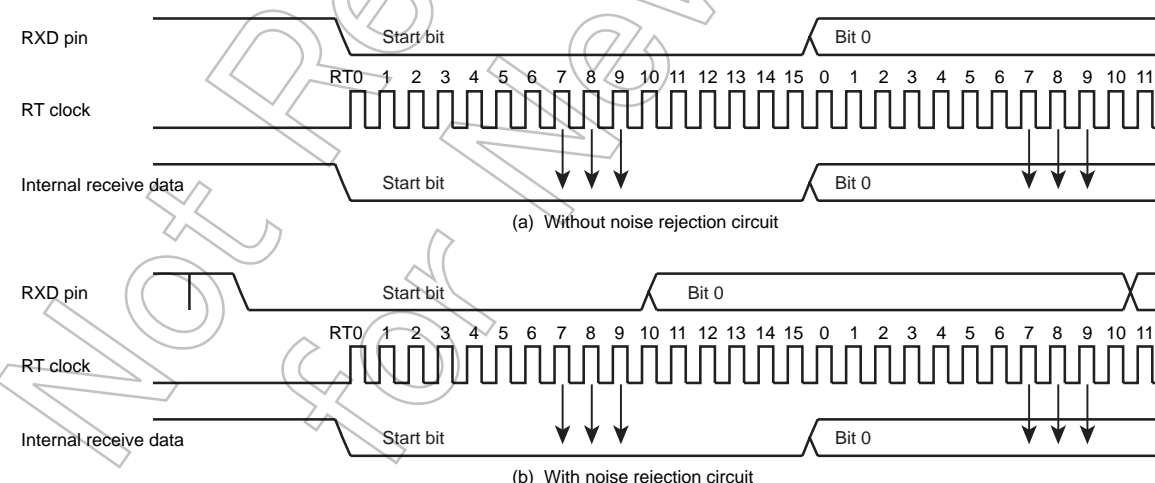 RXD pin Start bit Bit 0
RT0 1 2 3 4 5 6 7 8 9 10 11 12 13 14 15 0 1 2 3 4 5 6 7 8 9 10 11
RT clock
Internal receive data Start bit Bit 0
(a) Without noise rejection circuit
RXD pin Start bit Bit 0
RT0 1 2 3 4 5 6 7 8 9 10 11 12 13 14 15 0 1 2 3 4 5 6 7 8 9 10 11
RT clock
Internal receive data Start bit Bit 0
(b) With noise rejection circuit
Not Re
for New